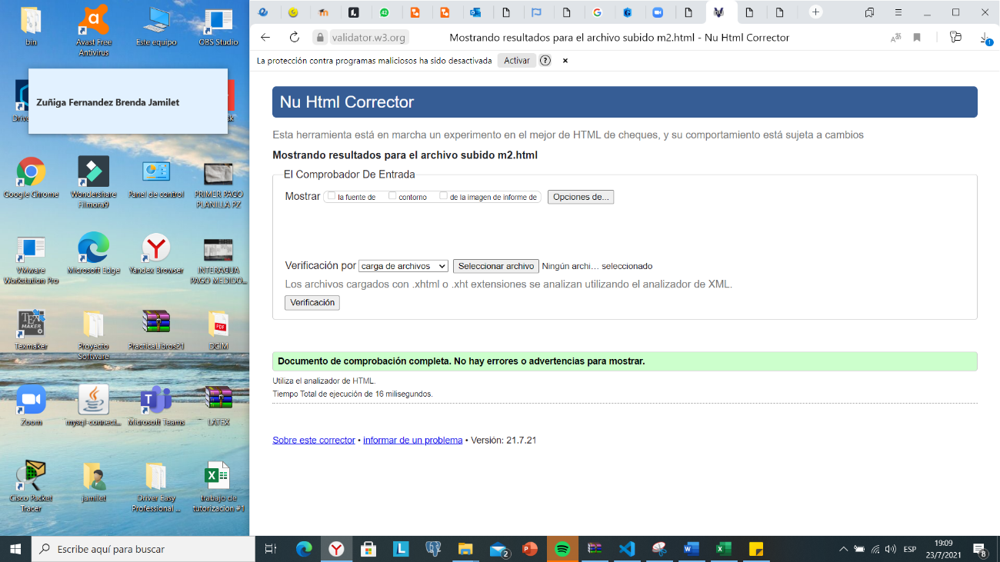 bin
Avast Free
Antivirus
Este equipo
OBS Studio
Zuñiga Fernandez Brenda Jamilet
Google Chrome
Wondershare
Filmora9
Panel de control
PRIMER PAGO
PLANILLA PZ
VMware
Workstation Pro
Microsoft Edge
Yandex Browser
INTERAGUA
PAGO MEDIDO...
Texmaker
Proyecto
Software
PracticaLibros21
DCIM
Zoom
mysql-connect...
Microsoft Teams
LATEX
Cisco Packet
Tracer
jamilet
Driver Easy
Professional ...
trabajo de
tutorizacion #1
validator.w3.org
Mostrando resultados para el archivo subido m2.html - Nu Html Corrector
La protección contra programas maliciosos ha sido desactivada
Activar
Nu Html Corrector
Esta herramienta está en marcha un experimento en el mejor de HTML de cheques, y su comportamiento está sujeta a cambios
Mostrando resultados para el archivo subido m2.html
El Comprobador De Entrada
Mostrar la fuente de contorno de la imagen de informe de Opciones de...
Verificación por carga de archivos Seleccionar archivo Ningún archi... seleccionado
Los archivos cargados con .xhtml o .xht extensiones se analizan utilizando el analizador de XML.
Verificación
Documento de comprobación completa. No hay errores o advertencias para mostrar.
Utiliza el analizador de HTML.
Tiempo Total de ejecución de 16 milisegundos.
Sobre este corrector • informar de un problema • Versión: 21.7.21
Escribe aquí para buscar
ESP
19:09
23/7/2021